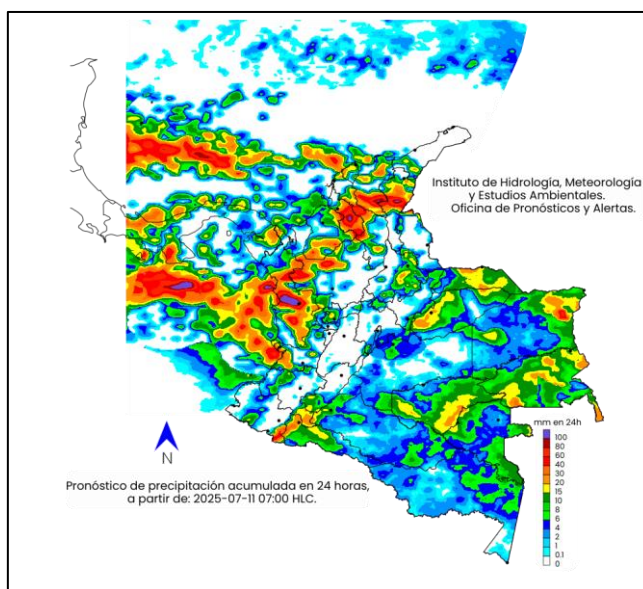 Instituto de Hidrología, Meteorología
y Estudios Ambientales.
Oficina de Pronósticos y Alertas.
N
Pronóstico de precipitación acumulada en 24 horas,
a partir de: 2025-07-11 07:00 HLC.
mm en 24h
100
80
60
40
30
20
15
10
8
6
4
2
1
0.1
0